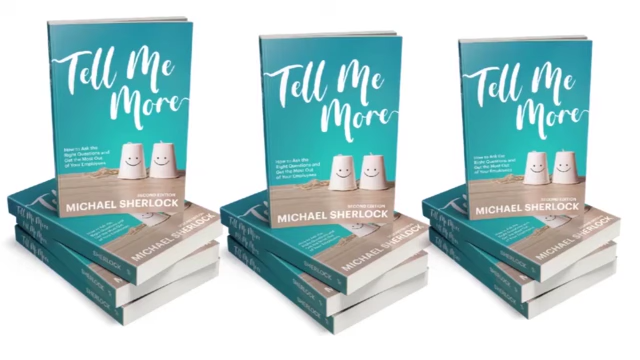 Tell Me
More
How to Ask the
Right Questions and
Get the Most Out
of Your Employees
SECOND EDITION
MICHAEL SHERLOCK
MICHAEL SHERLOCK
SHERLOCK
SHERLOCK
Tell Me
More
How to Ask the
Right Questions and
Get the Most Out
of Your Employees
SECOND EDITION
MICHAEL SHERLOCK
MICHAEL SHERLOCK
SHERLOCK
SHERLOCK
Tell Me
More
How to Ask the
Right Questions and
Get the Most Out
of Your Employees
SECOND EDITION
MICHAEL SHERLOCK
MICHAEL SHERLOCK
SHERLOCK
SHERLOCK